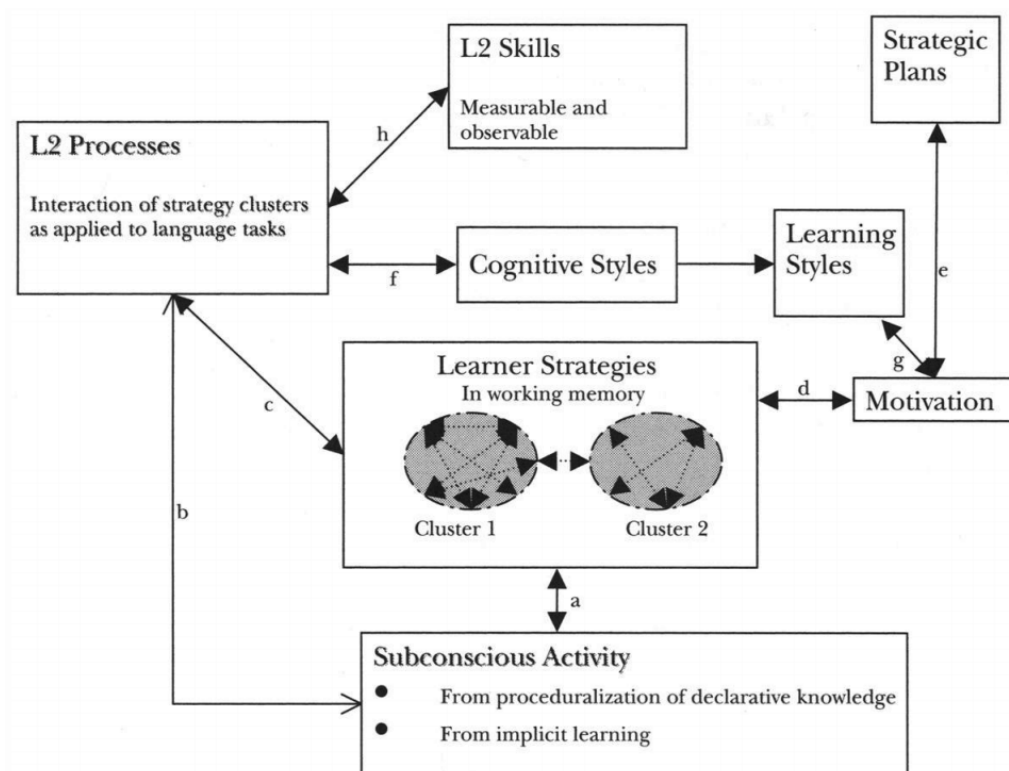 L2 Skills
Measurable and
observable
Strategic
Plans
h
L2 Processes
Interaction of strategy clusters
as applied to language tasks
f
Cognitive Styles
Learning
Styles
e
g
Learner Strategies
In working memory
c
d
Motivation
b
Cluster 1
Cluster 2
a
Subconscious Activity
● From proceduralization of declarative knowledge
● From implicit learning